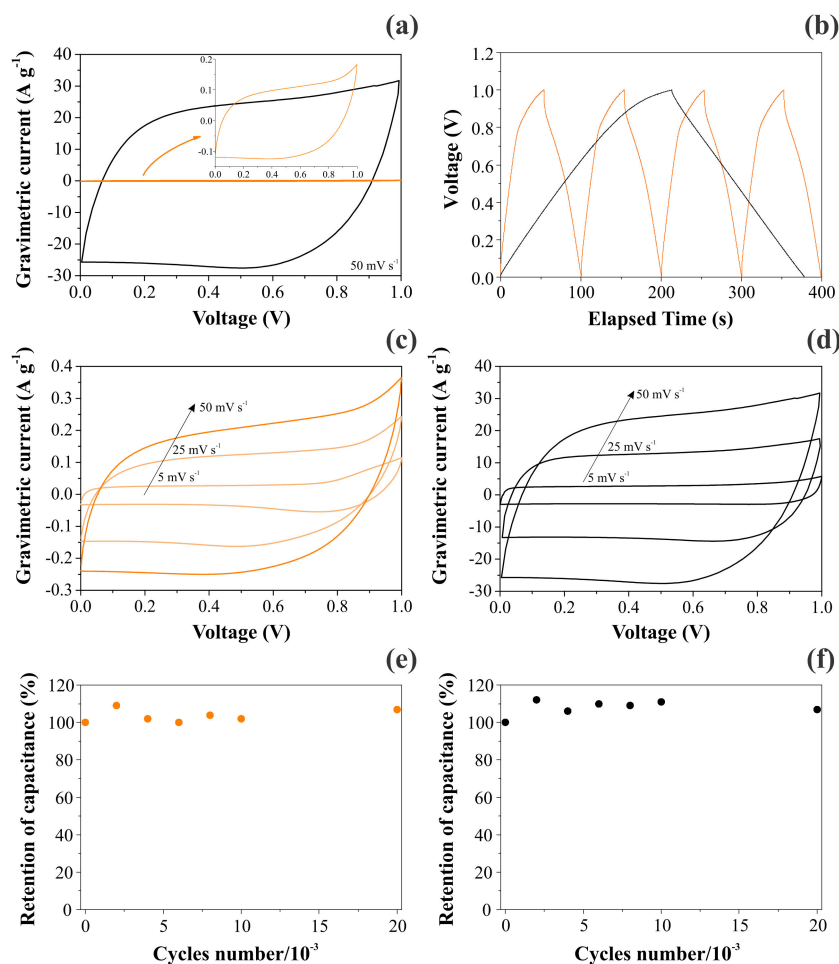 (a)
Gravimetric current (A g⁻¹)
40
30
20
10
0
-10
-20
-30
0.2
0.1
0.0
-0.1
0.0 0.2 0.4 0.6 0.8 1.0
50 mV s⁻¹
0.0 0.2 0.4 0.6 0.8 1.0
Voltage (V)
(b)
Voltage (V)
1.2
1.0
0.8
0.6
0.4
0.2
0.0
0 100 200 300 400
Elapsed Time (s)
(c)
Gravimetric current (A g⁻¹)
0.4
0.3
0.2
0.1
0.0
-0.1
-0.2
-0.3
50 mV s⁻¹
25 mV s⁻¹
5 mV s⁻¹
0.0 0.2 0.4 0.6 0.8 1.0
Voltage (V)
(d)
Gravimetric current (A g⁻¹)
40
30
20
10
0
-10
-20
-30
50 mV s⁻¹
25 mV s⁻¹
5 mV s⁻¹
0.0 0.2 0.4 0.6 0.8 1.0
Voltage (V)
(e)
Retention of capacitance (%)
120
100
80
60
40
20
0
0 5 10 15 20
Cycles number/10⁻³
(f)
Retention of capacitance (%)
120
100
80
60
40
20
0
0 5 10 15 20
Cycles number/10⁻³